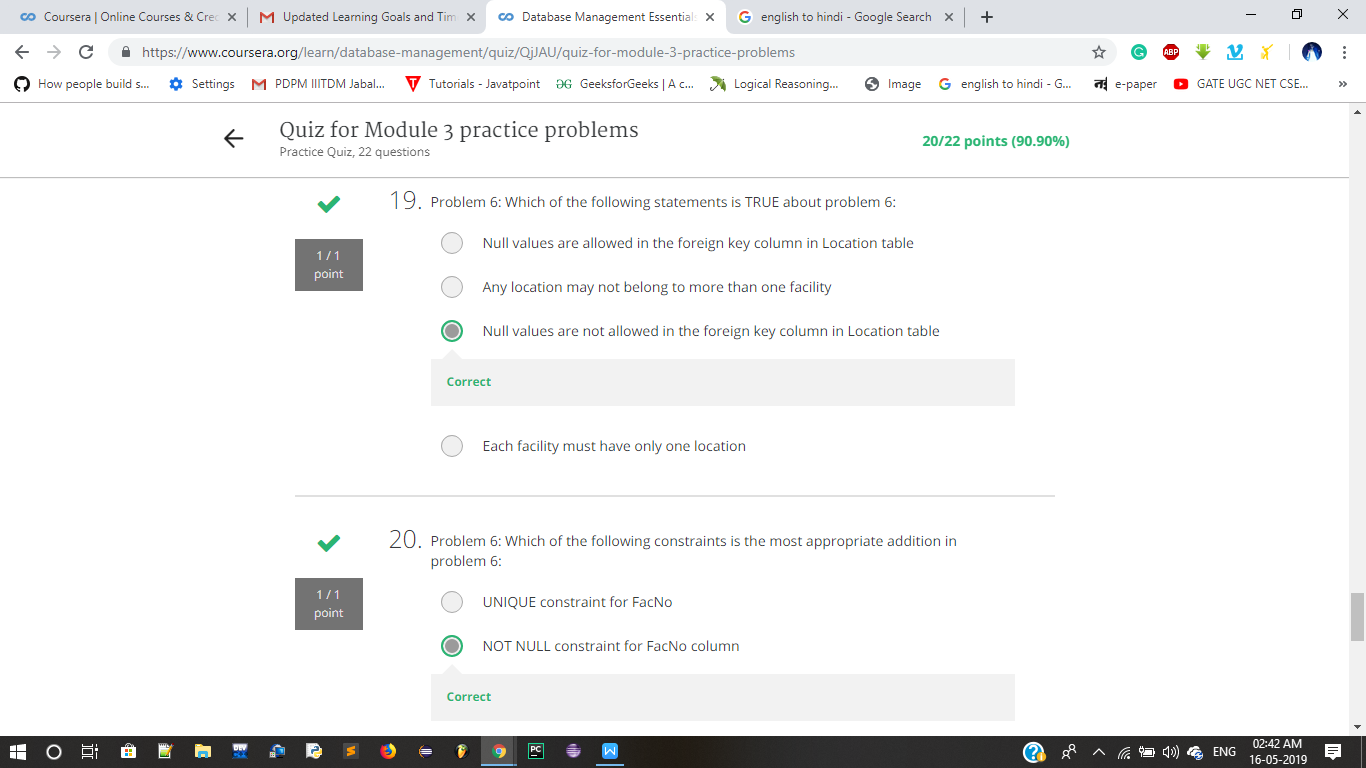 Coursera | Online Courses & Cred
Updated Learning Goals and Tim
Database Management Essentials
english to hindi - Google Search
https://www.coursera.org/learn/database-management/quiz/QjJAU/quiz-for-module-3-practice-problems
ABP
How people build s...
Settings
PDPM IIITDM Jabal...
Tutorials - Javatpoint
GeeksforGeeks | A c...
Logical Reasoning...
Image
english to hindi - G...
e-paper
GATE UGC NET CSE...
»
Quiz for Module 3 practice problems
Practice Quiz, 22 questions
20/22 points (90.90%)
19. Problem 6: Which of the following statements is TRUE about problem 6:
1 / 1
point
Null values are allowed in the foreign key column in Location table
Any location may not belong to more than one facility
Null values are not allowed in the foreign key column in Location table
Correct
Each facility must have only one location
20. Problem 6: Which of the following constraints is the most appropriate addition in
problem 6:
1 / 1
point
UNIQUE constraint for FacNo
NOT NULL constraint for FacNo column
Correct
DEV
PC
ENG
02:42 AM
16-05-2019